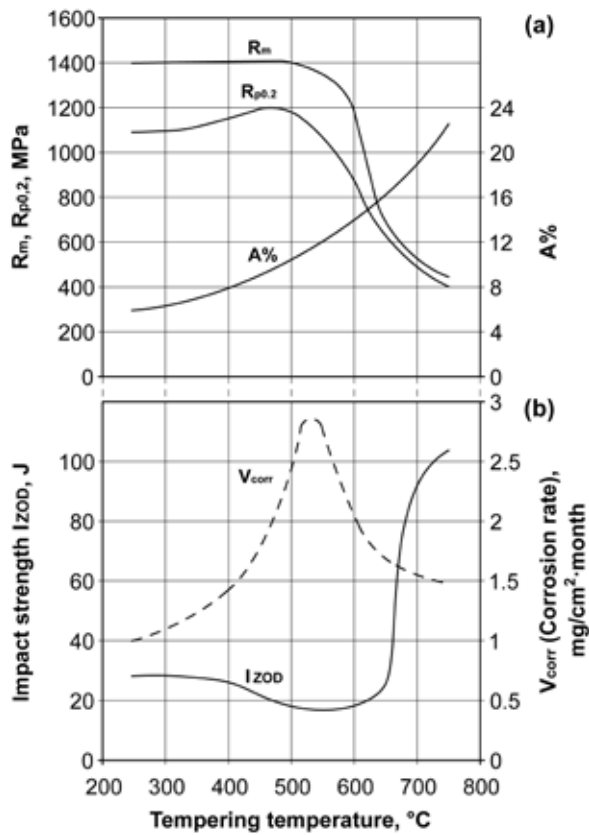 (a)
Rm, Rp0,2, MPa
1600
1400
1200
1000
800
600
400
200
0
Rm
Rp0.2
A%
24
20
16
12
8
4
0
A%
(b)
Impact strength IZOD, J
100
80
60
40
20
0
Vcorr
IZOD
3
2.5
2
1.5
1
0.5
0
Vcorr (Corrosion rate),
mg/cm²·month
200 300 400 500 600 700 800
Tempering temperature, °C